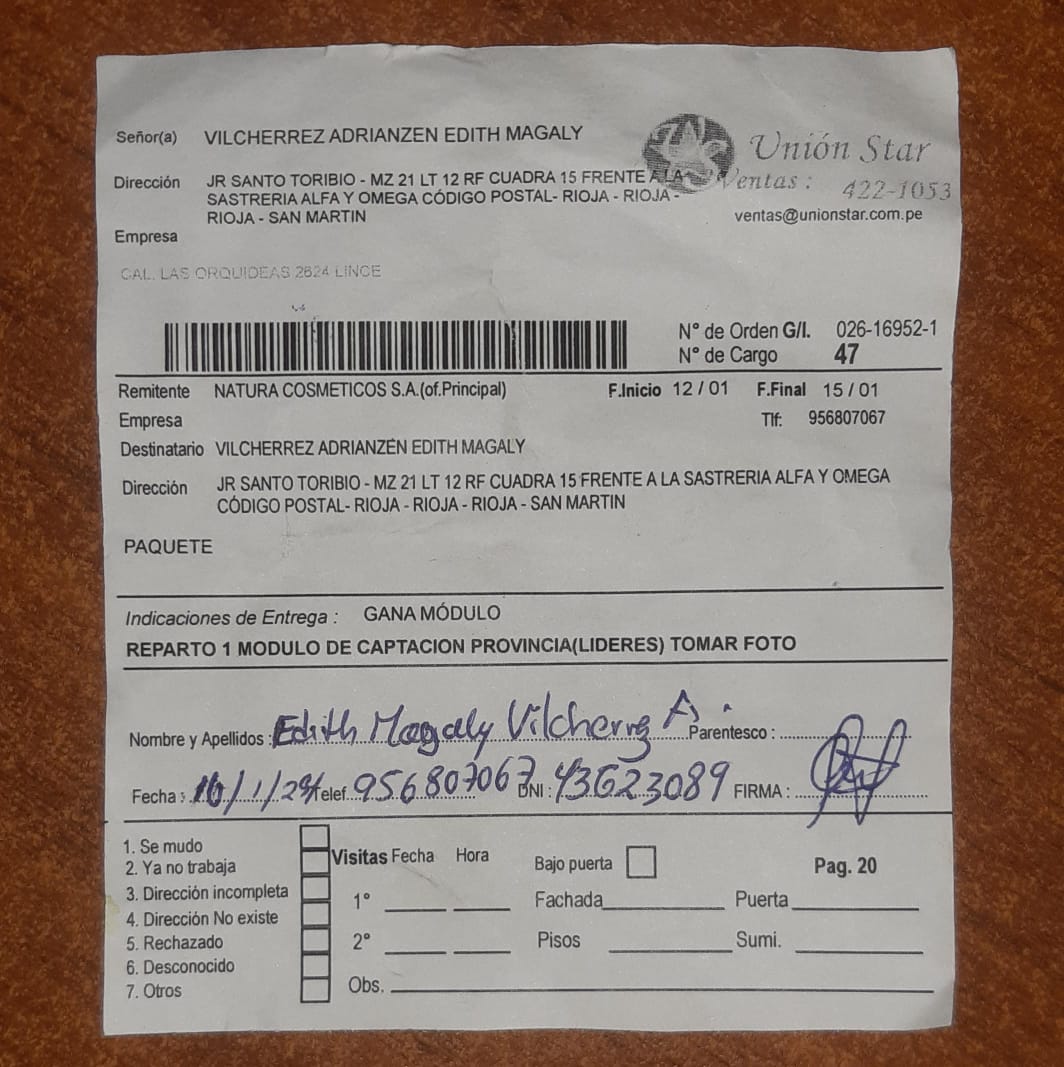 Señor(a) VILCHERREZ ADRIANZEN EDITH MAGALY
Unión Star
Dirección JR SANTO TORIBIO - MZ 21 LT 12 RF CUADRA 15 FRENTE A LA
SASTRERIA ALFA Y OMEGA CÓDIGO POSTAL- RIOJA - RIOJA -
RIOJA - SAN MARTIN
Ventas: 422-1053
ventas@unionstar.com.pe
Empresa
CAL. LAS ORQUIDEAS 2624 LINCE
N° de Orden G/I. 026-16952-1
N° de Cargo 47
Remitente NATURA COSMETICOS S.A.(of.Principal) F.Inicio 12 / 01 F.Final 15 / 01
Empresa Tlf: 956807067
Destinatario VILCHERREZ ADRIANZEN EDITH MAGALY
Dirección JR SANTO TORIBIO - MZ 21 LT 12 RF CUADRA 15 FRENTE A LA SASTRERIA ALFA Y OMEGA
CÓDIGO POSTAL- RIOJA - RIOJA - RIOJA - SAN MARTIN
PAQUETE
Indicaciones de Entrega : GANA MÓDULO
REPARTO 1 MODULO DE CAPTACION PROVINCIA(LIDERES) TOMAR FOTO
Nombre y Apellidos : Edith Magaly Vilcherrez A. Parentesco :
Fecha : 16/1/24 Telef. 956807067 DNI : 43623089 FIRMA :
1. Se mudo
2. Ya no trabaja
3. Dirección incompleta
4. Dirección No existe
5. Rechazado
6. Desconocido
7. Otros
Visitas Fecha Hora Bajo puerta Pag. 20
1° Fachada Puerta
2° Pisos Sumi.
Obs.